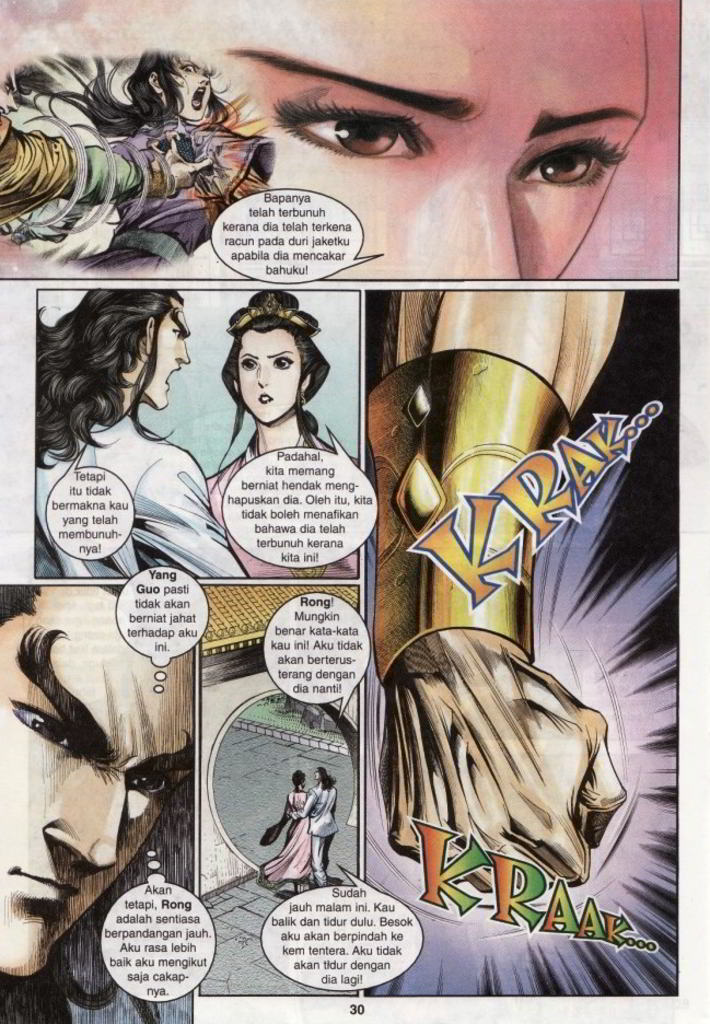 Bapanya
telah terbunuh
kerana dia telah terkena
racun pada duri jaketku
apabila dia mencakar
bahuku!
Tetapi
itu tidak
bermakna kau
yang telah
membunuh-
nya!
Padahal,
kita memang
berniat hendak meng-
hapuskan dia. Oleh itu, kita
tidak boleh menafikan
bahawa dia telah
terbunuh kerana
kita ini!
KRAK...
KRAAK...
Yang
Guo pasti
tidak akan
berniat jahat
terhadap aku
ini.
Akan
tetapi, Rong
adalah sentiasa
berpandangan jauh.
Aku rasa lebih
baik aku mengikut
saja cakap-
nya.
Rong!
Mungkin
benar kata-kata
kau ini! Aku tidak
akan berterus-
terang dengan
dia nanti!
Sudah
jauh malam ini. Kau
balik dan tidur dulu. Besok
aku akan berpindah ke
kem tentera. Aku tidak
akan tidur dengan
dia lagi!
30